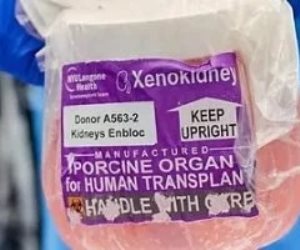 NYU Langone
Health
Xenokidney
Donor A563-2
Kidneys Enbloc
KEEP
UPRIGHT
MANUFACTURED
PORCINE ORGAN
for HUMAN TRANSPLAN
HANDLE WITH CARE